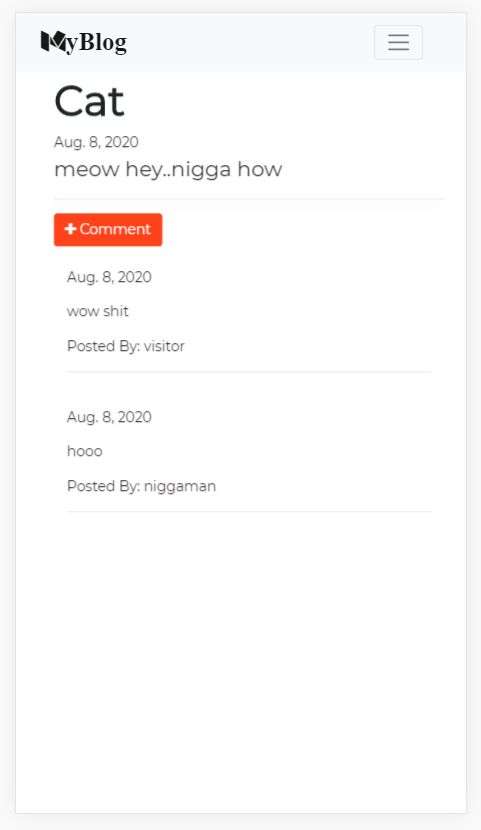 MyBlog
Cat
Aug. 8, 2020
meow hey..nigga how
Comment
Aug. 8, 2020
wow shit
Posted By: visitor
Aug. 8, 2020
hooo
Posted By: niggaman